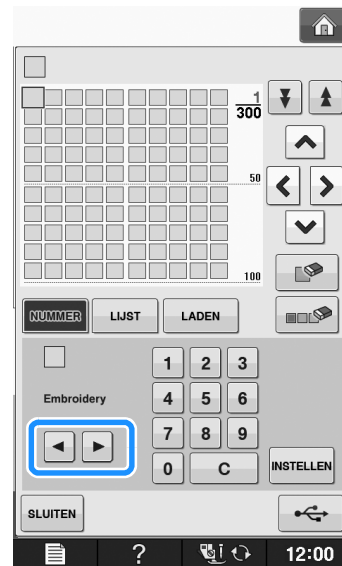 1
300
50
100
NUMMER LIJST LADEN
Embroidery
1 2 3
4 5 6
7 8 9
0 C
INSTELLEN
SLUITEN
? 12:00